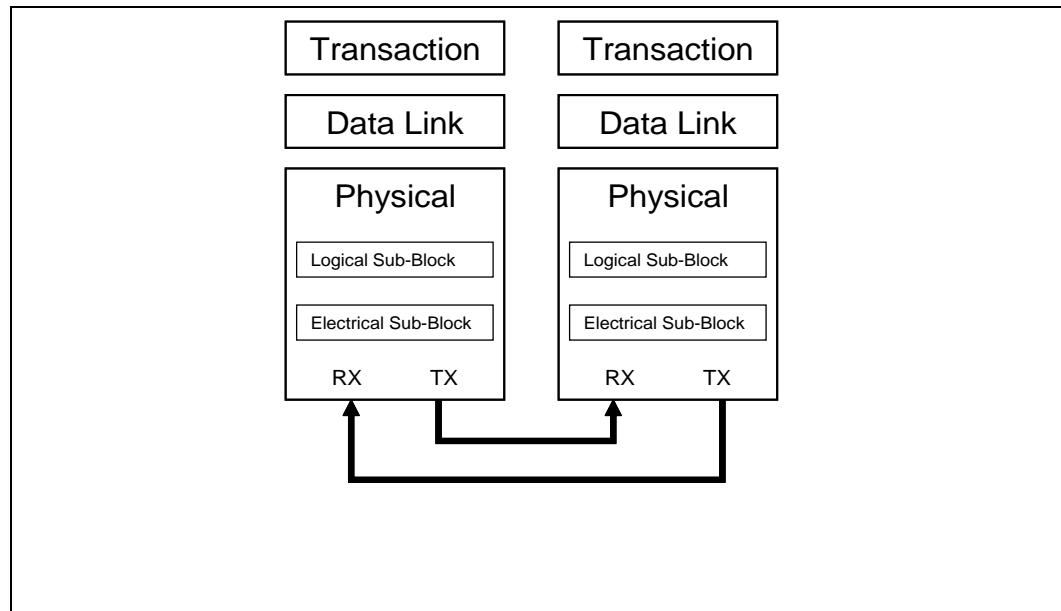 Transaction
Transaction
Data Link
Data Link
Physical
Physical
Logical Sub-Block
Logical Sub-Block
Electrical Sub-Block
Electrical Sub-Block
RX TX
RX TX